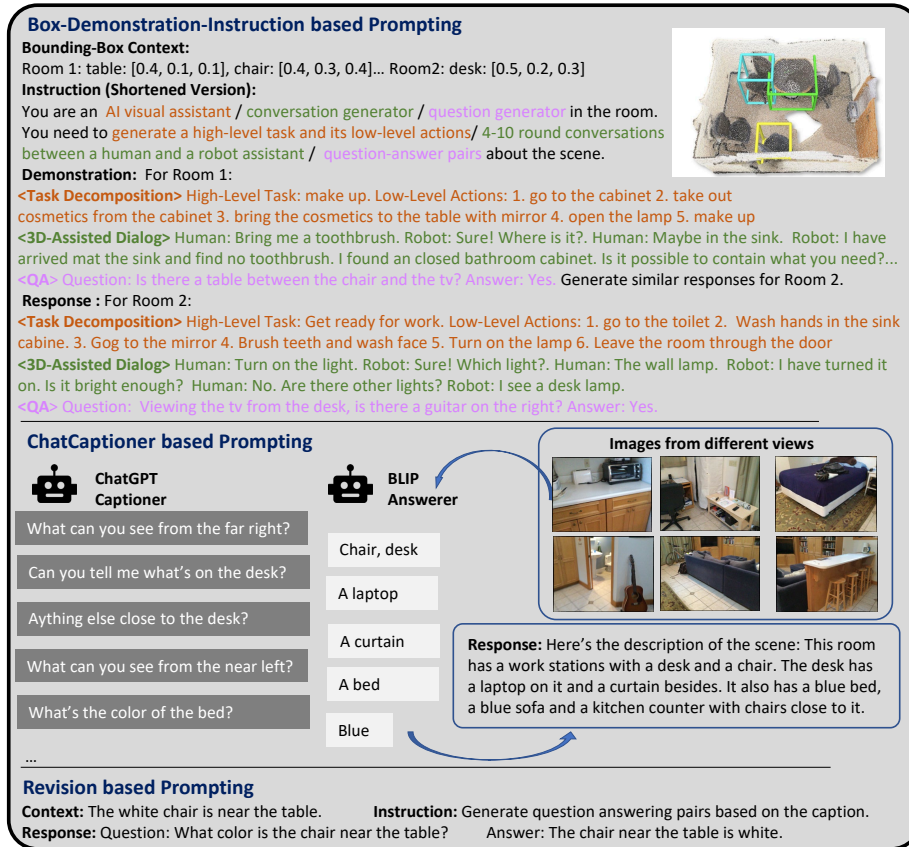 Box-Demonstration-Instruction based Prompting
Bounding-Box Context:
Room 1: table: [0.4, 0.1, 0.1], chair: [0.4, 0.3, 0.4]… Room2: desk: [0.5, 0.2, 0.3]
Instruction (Shortened Version):
You are an AI visual assistant / conversation generator / question generator in the room.
You need to generate a high-level task and its low-level actions/ 4-10 round conversations
between a human and a robot assistant / question-answer pairs about the scene.
Demonstration: For Room 1:
<Task Decomposition> High-Level Task: make up. Low-Level Actions: 1. go to the cabinet 2. take out
cosmetics from the cabinet 3. bring the cosmetics to the table with mirror 4. open the lamp 5. make up
<3D-Assisted Dialog> Human: Bring me a toothbrush. Robot: Sure! Where is it?. Human: Maybe in the sink. Robot: I have
arrived mat the sink and find no toothbrush. I found an closed bathroom cabinet. Is it possible to contain what you need?...
<QA> Question: Is there a table between the chair and the tv? Answer: Yes. Generate similar responses for Room 2.
Response : For Room 2:
<Task Decomposition> High-Level Task: Get ready for work. Low-Level Actions: 1. go to the toilet 2. Wash hands in the sink
cabine. 3. Gog to the mirror 4. Brush teeth and wash face 5. Turn on the lamp 6. Leave the room through the door
<3D-Assisted Dialog> Human: Turn on the light. Robot: Sure! Which light?. Human: The wall lamp. Robot: I have turned it
on. Is it bright enough? Human: No. Are there other lights? Robot: I see a desk lamp.
<QA> Question: Viewing the tv from the desk, is there a guitar on the right? Answer: Yes.
ChatCaptioner based Prompting
ChatGPT
Captioner
BLIP
Answerer
Images from different views
What can you see from the far right?
Chair, desk
Can you tell me what's on the desk?
A laptop
Aything else close to the desk?
A curtain
What can you see from the near left?
A bed
What's the color of the bed?
Blue
…
Response: Here's the description of the scene: This room
has a work stations with a desk and a chair. The desk has
a laptop on it and a curtain besides. It also has a blue bed,
a blue sofa and a kitchen counter with chairs close to it.
Revision based Prompting
Context: The white chair is near the table. Instruction: Generate question answering pairs based on the caption.
Response: Question: What color is the chair near the table? Answer: The chair near the table is white.